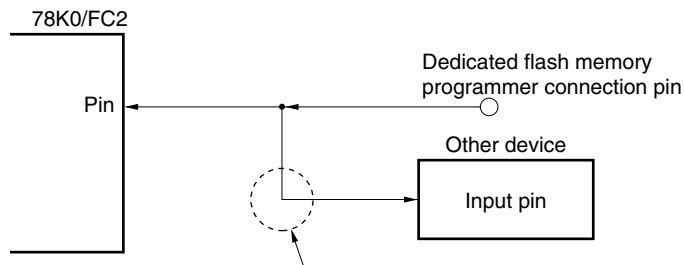 78K0/FC2
Dedicated flash memory
programmer connection pin
Pin
Other device
Input pin